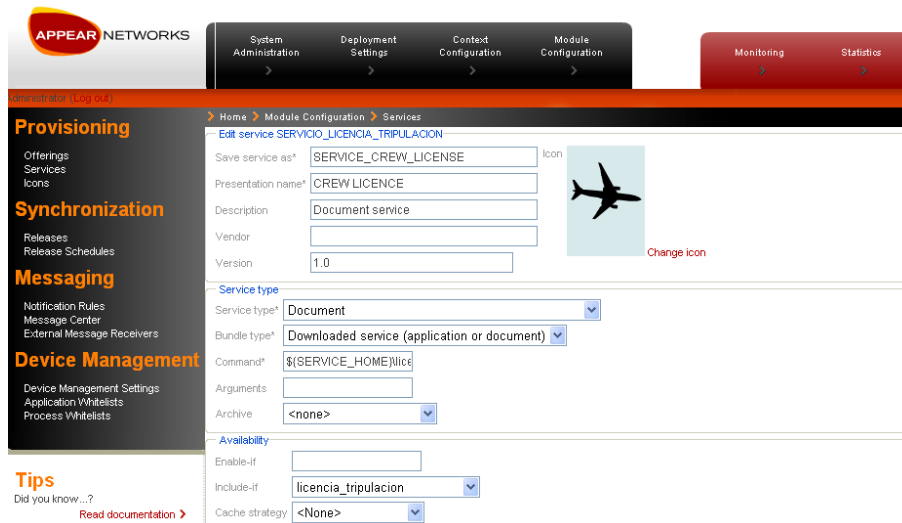 APPEAR NETWORKS
System Administration
Deployment Settings
Context Configuration
Module Configuration
Monitoring
Statistics
Administrator (Log out)
Home Module Configuration Services
Provisioning
Offerings
Services
Icons
Synchronization
Releases
Release Schedules
Messaging
Notification Rules
Message Center
External Message Receivers
Device Management
Device Management Settings
Application Whitelists
Process Whitelists
Tips
Did you know...?
Read documentation
Edit service SERVICIO_LICENCIA_TRIPULACION
Save service as* SERVICE_CREW_LICENSE Icon
Presentation name* CREW LICENCE
Description Document service
Vendor
Version 1.0
Change icon
Service type
Service type* Document
Bundle type* Downloaded service (application or document)
Command* ${SERVICE_HOME}\lice
Arguments
Archive <none>
Availability
Enable-if
Include-if licencia_tripulacion
Cache strategy <None>